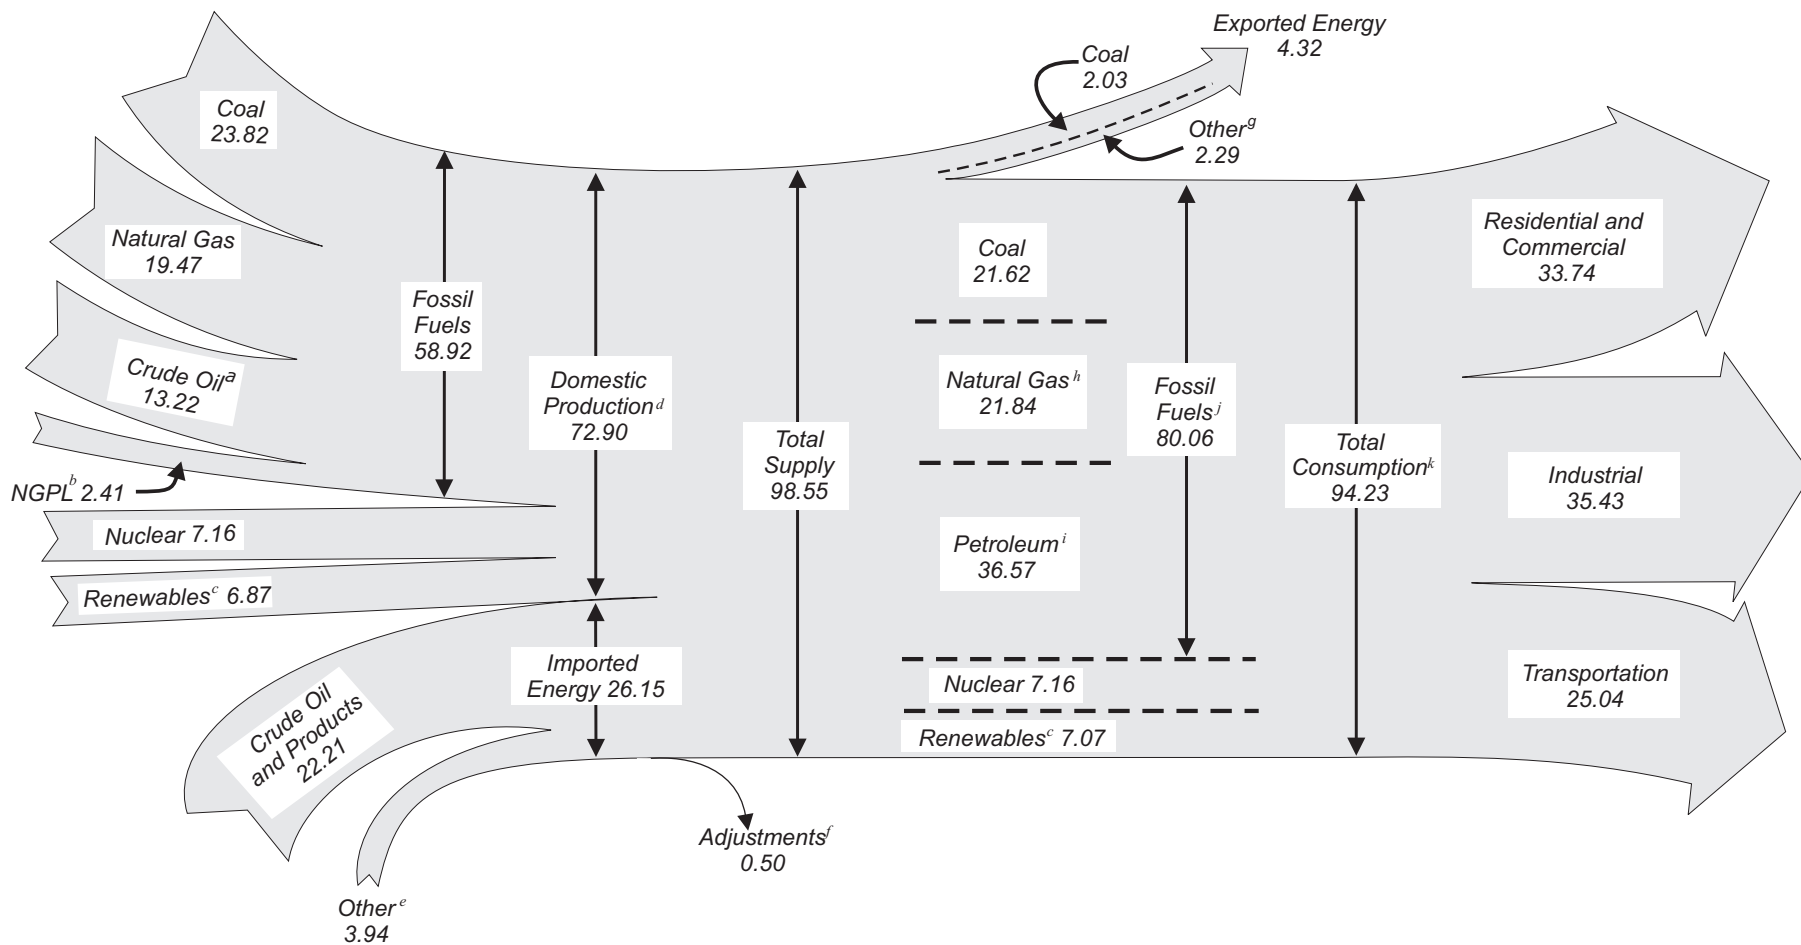 Exported Energy
4.32
Coal
2.03
Other^g
2.29
Coal
23.82
Natural Gas
19.47
Crude Oil^a
13.22
NGPL^b 2.41
Nuclear 7.16
Renewables^c 6.87
Crude Oil
and Products
22.21
Other^e
3.94
Fossil
Fuels
58.92
Domestic
Production^d
72.90
Imported
Energy 26.15
Adjustments^f
0.50
Total
Supply
98.55
Coal
21.62
Natural Gas^h
21.84
Petroleum^i
36.57
Nuclear 7.16
Renewables^c 7.07
Fossil
Fuels^j
80.06
Total
Consumption^k
94.23
Residential and
Commercial
33.74
Industrial
35.43
Transportation
25.04